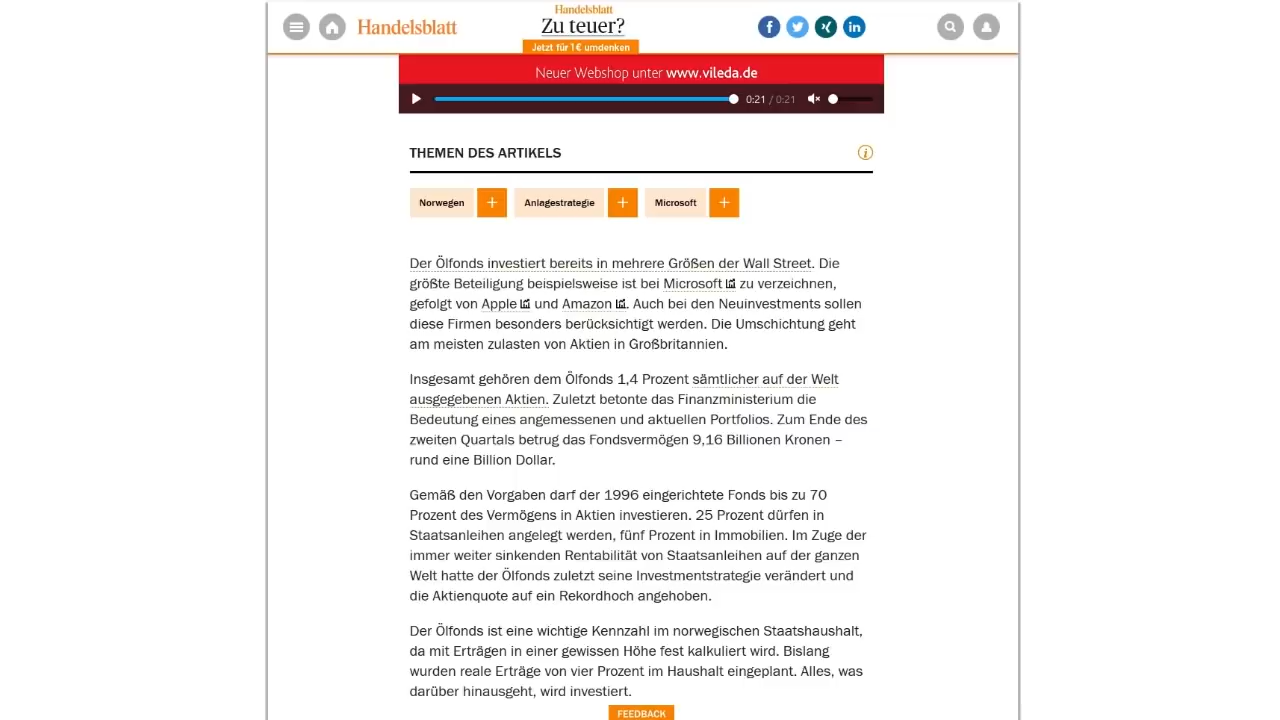 Handelsblatt
Handelsblatt
Zu teuer?
Jetzt für 1 € umdenken
Neuer Webshop unter www.vileda.de
0:21 / 0:21
THEMEN DES ARTIKELS
Norwegen + Anlagestrategie + Microsoft +
Der Ölfonds investiert bereits in mehrere Größen der Wall Street. Die
größte Beteiligung beispielsweise ist bei Microsoft zu verzeichnen,
gefolgt von Apple und Amazon. Auch bei den Neuinvestments sollen
diese Firmen besonders berücksichtigt werden. Die Umschichtung geht
am meisten zulasten von Aktien in Großbritannien.
Insgesamt gehören dem Ölfonds 1,4 Prozent sämtlicher auf der Welt
ausgegebenen Aktien. Zuletzt betonte das Finanzministerium die
Bedeutung eines angemessenen und aktuellen Portfolios. Zum Ende des
zweiten Quartals betrug das Fondsvermögen 9,16 Billionen Kronen –
rund eine Billion Dollar.
Gemäß den Vorgaben darf der 1996 eingerichtete Fonds bis zu 70
Prozent des Vermögens in Aktien investieren. 25 Prozent dürfen in
Staatsanleihen angelegt werden, fünf Prozent in Immobilien. Im Zuge der
immer weiter sinkenden Rentabilität von Staatsanleihen auf der ganzen
Welt hatte der Ölfonds zuletzt seine Investmentstrategie verändert und
die Aktienquote auf ein Rekordhoch angehoben.
Der Ölfonds ist eine wichtige Kennzahl im norwegischen Staatshaushalt,
da mit Erträgen in einer gewissen Höhe fest kalkuliert wird. Bislang
wurden reale Erträge von vier Prozent im Haushalt eingeplant. Alles, was
darüber hinausgeht, wird investiert.
FEEDBACK